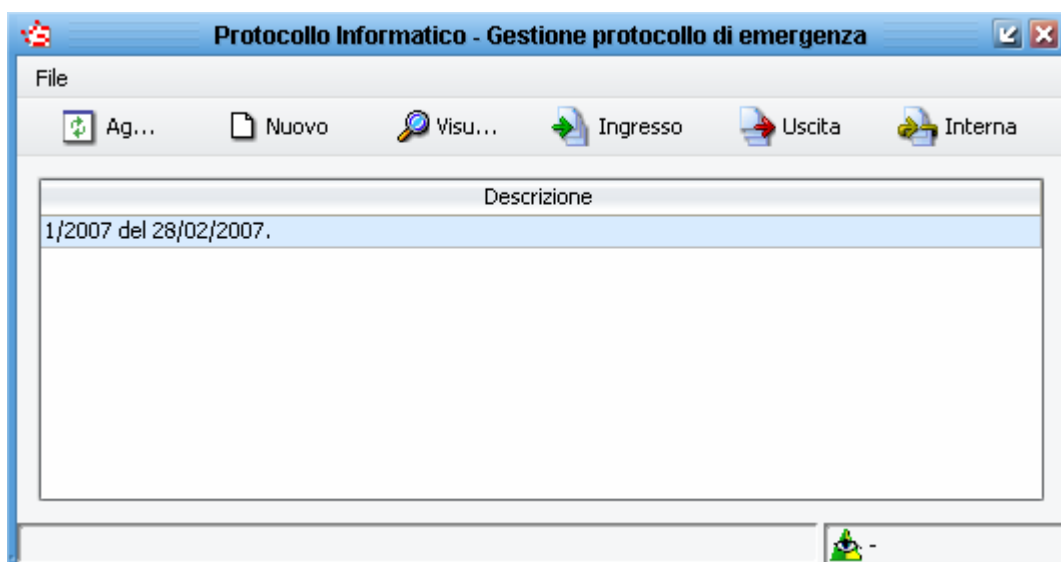 Protocollo Informatico - Gestione protocollo di emergenza
File
Ag... Nuovo Visu... Ingresso Uscita Interna
Descrizione
1/2007 del 28/02/2007.
-